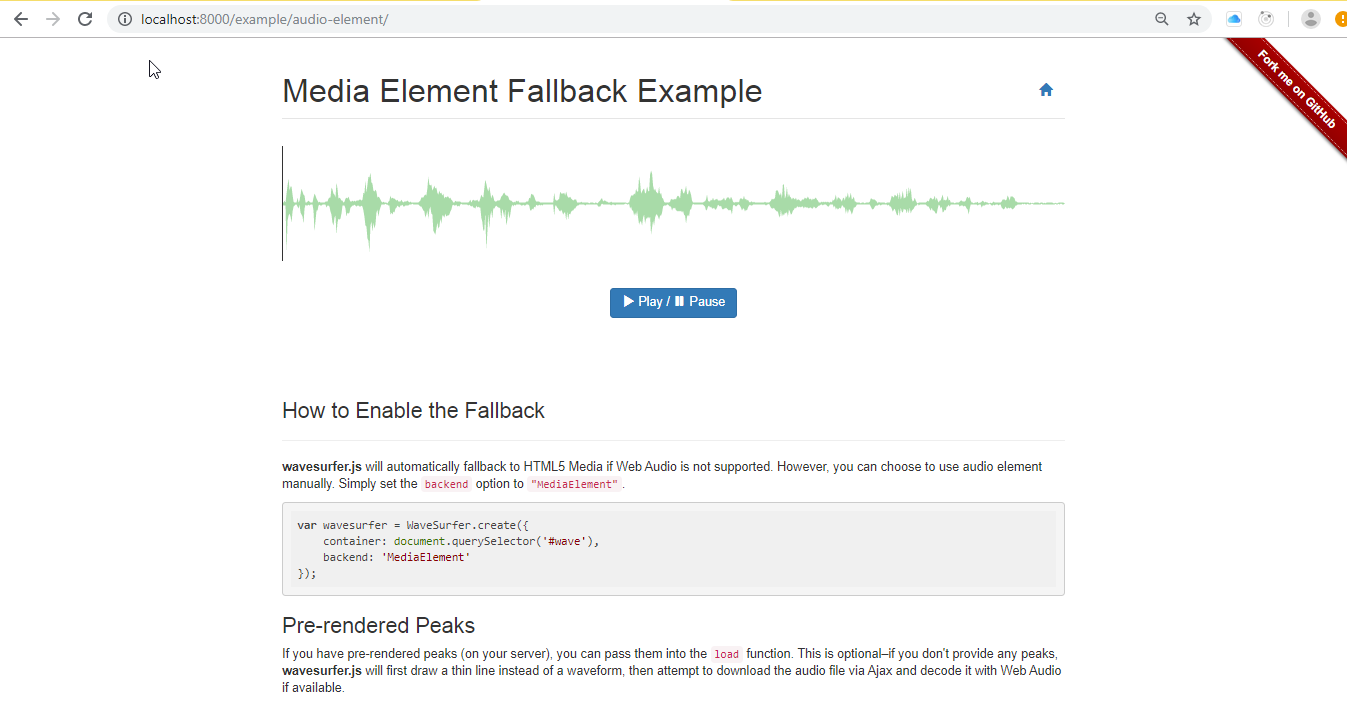 localhost:8000/example/audio-element/
Fork me on GitHub
Media Element Fallback Example
Play / Pause
How to Enable the Fallback
wavesurfer.js will automatically fallback to HTML5 Media if Web Audio is not supported. However, you can choose to use audio element
manually. Simply set the backend option to "MediaElement".
var wavesurfer = WaveSurfer.create({
    container: document.querySelector('#wave'),
    backend: 'MediaElement'
});
Pre-rendered Peaks
If you have pre-rendered peaks (on your server), you can pass them into the load function. This is optional–if you don't provide any peaks,
wavesurfer.js will first draw a thin line instead of a waveform, then attempt to download the audio file via Ajax and decode it with Web Audio
if available.